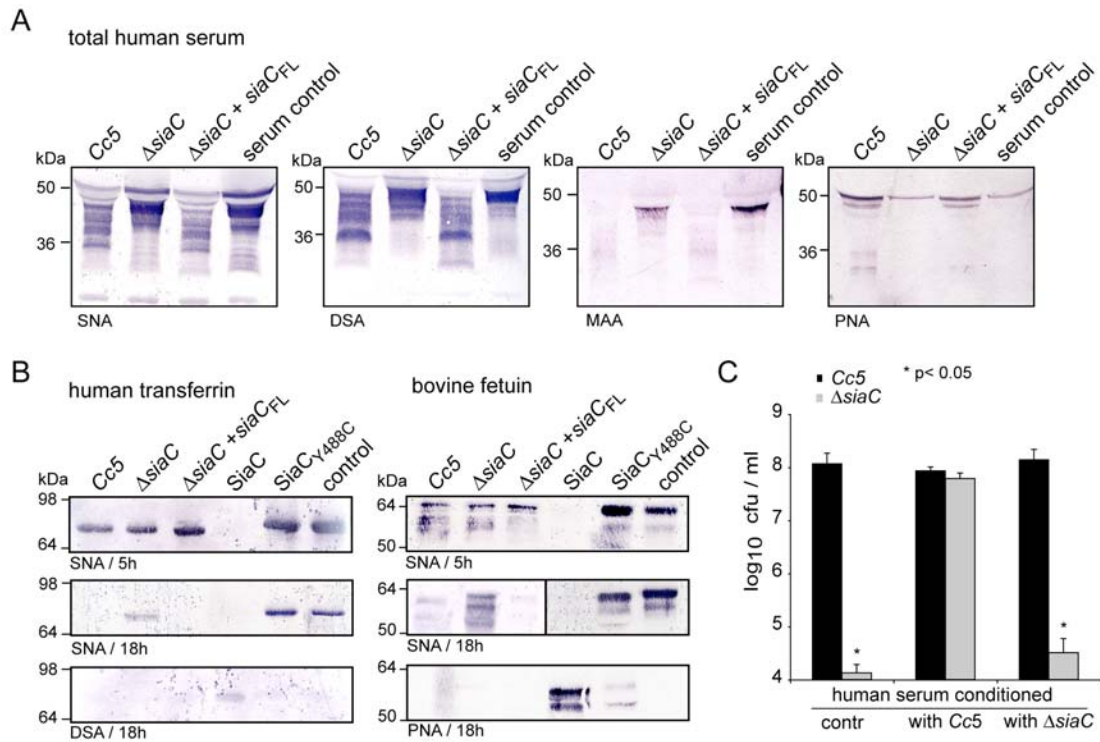 A
total human serum
Cc5 ΔsiaC ΔsiaC + siaCFL serum control Cc5 ΔsiaC ΔsiaC + siaCFL serum control Cc5 ΔsiaC ΔsiaC + siaCFL serum control Cc5 ΔsiaC ΔsiaC + siaCFL serum control
kDa kDa kDa kDa
50 50 50 50
36 36 36 36
SNA DSA MAA PNA
B
human transferrin
Cc5 ΔsiaC ΔsiaC +siaCFL SiaC SiaCY488C control
kDa
98
64
SNA / 5h
98
64
SNA / 18h
98
64
DSA / 18h
bovine fetuin
Cc5 ΔsiaC ΔsiaC +siaCFL SiaC SiaCY488C control
kDa
64
50
SNA / 5h
64
50
SNA / 18h
64
50
PNA / 18h
C
Cc5 * p< 0.05
ΔsiaC
log10 cfu / ml
9
8
7
6
5
4
* *
human serum conditioned
contr with Cc5 with ΔsiaC